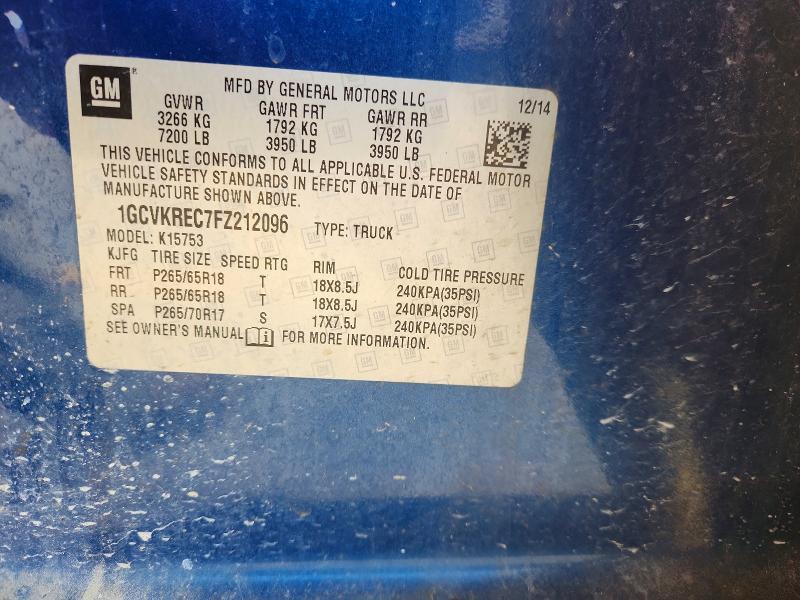 GM
MFD BY GENERAL MOTORS LLC
12/14
GVWR GAWR FRT GAWR RR
3266 KG 1792 KG 1792 KG
7200 LB 3950 LB 3950 LB
THIS VEHICLE CONFORMS TO ALL APPLICABLE U.S. FEDERAL MOTOR
VEHICLE SAFETY STANDARDS IN EFFECT ON THE DATE OF
MANUFACTURE SHOWN ABOVE.
1GCVKREC7FZ212096 TYPE: TRUCK
MODEL: K15753
KJFG TIRE SIZE SPEED RTG RIM COLD TIRE PRESSURE
FRT P265/65R18 T 18X8.5J 240KPA(35PSI)
RR P265/65R18 T 18X8.5J 240KPA(35PSI)
SPA P265/70R17 S 17X7.5J 240KPA(35PSI)
SEE OWNER'S MANUAL FOR MORE INFORMATION.